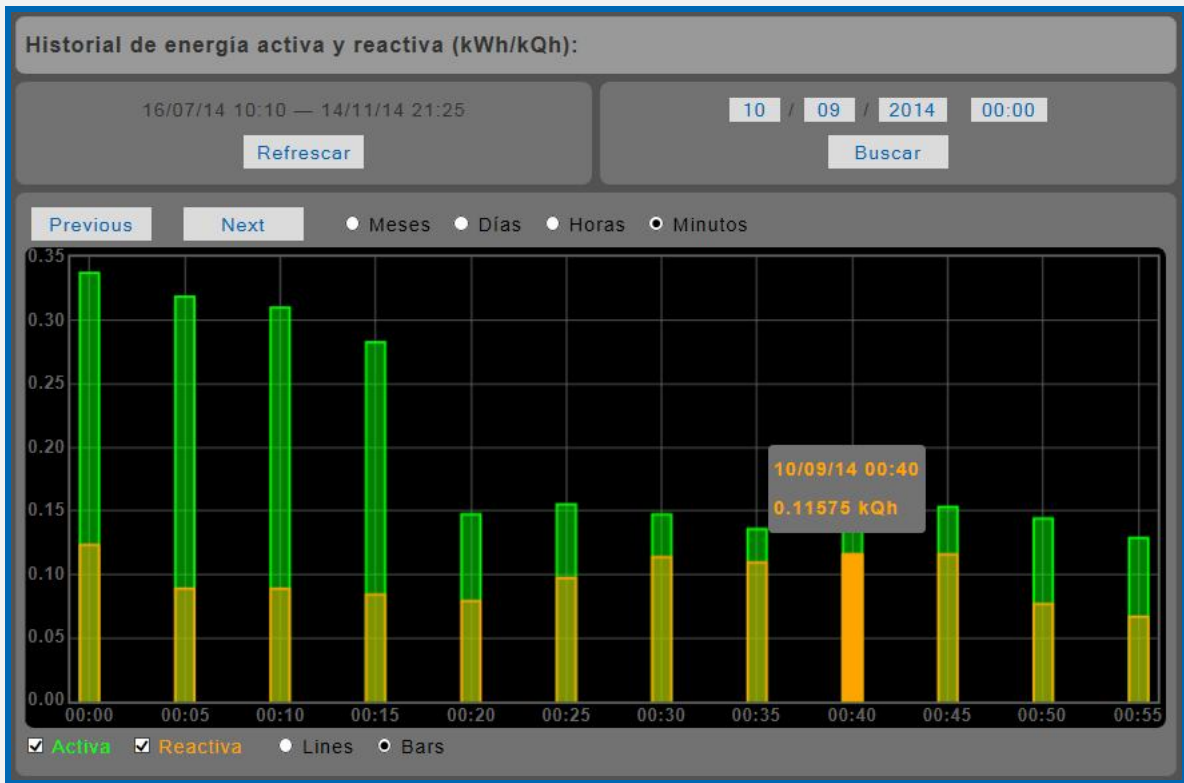 Historial de energía activa y reactiva (kWh/kQh):
16/07/14 10:10 — 14/11/14 21:25
Refrescar
10 / 09 / 2014 00:00
Buscar
Previous Next Meses Días Horas Minutos
0.35
0.30
0.25
0.20
0.15
0.10
0.05
0.00
10/09/14 00:40
0.11575 kQh
00:00 00:05 00:10 00:15 00:20 00:25 00:30 00:35 00:40 00:45 00:50 00:55
Activa Reactiva Lines Bars